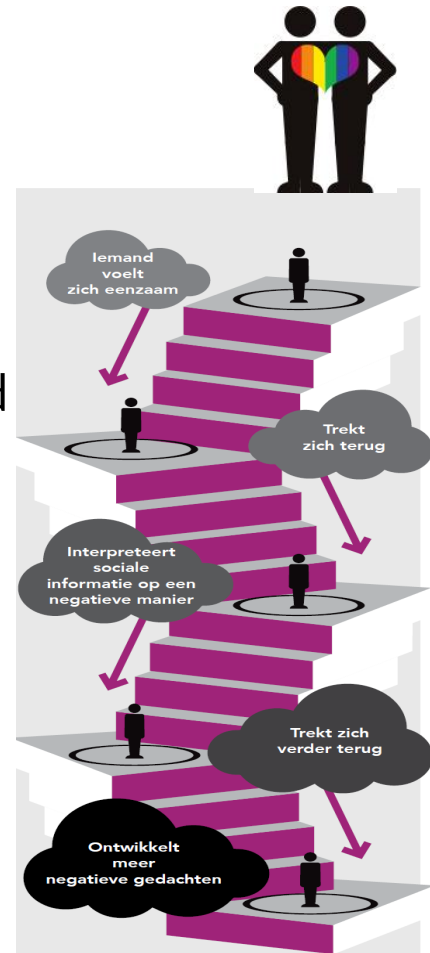 Iemand
voelt
zich eenzaam
d
Trekt
zich terug
Interpreteert
sociale
informatie op een
negatieve manier
Trekt zich
verder terug
Ontwikkelt
meer
negatieve gedachten